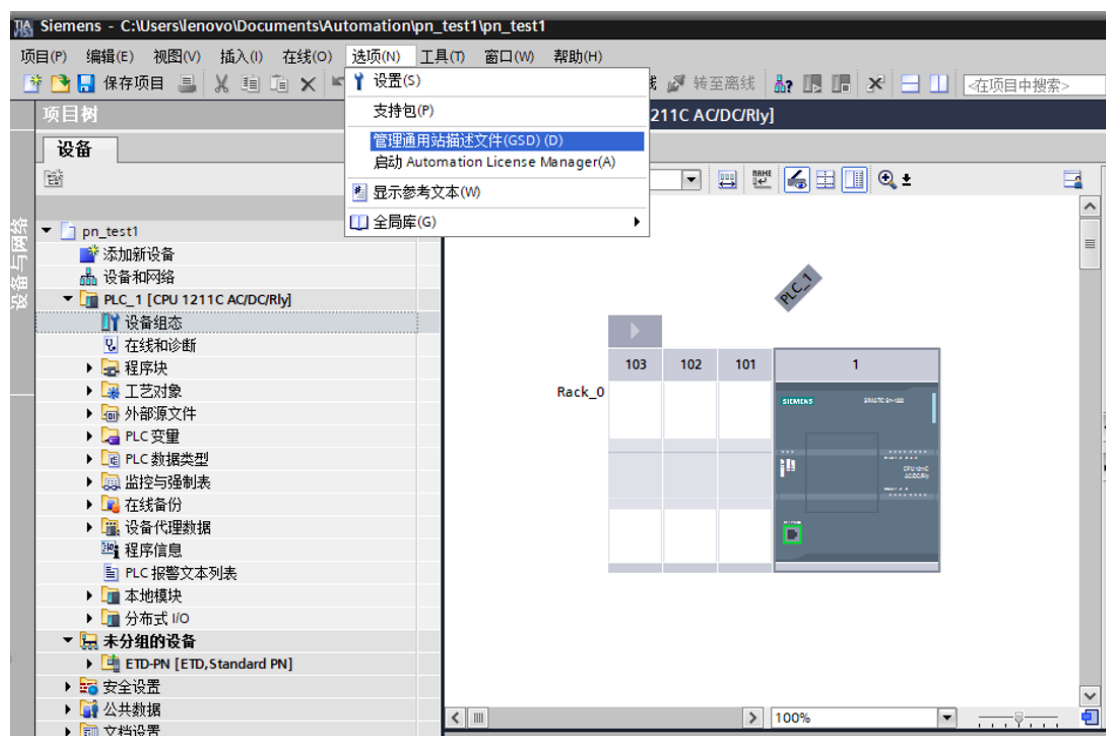 Siemens - C:\Users\lenovo\Documents\Automation\pn_test1\pn_test1
项目(P) 编辑(E) 视图(V) 插入(I) 在线(O) 选项(N) 工具(T) 窗口(W) 帮助(H)
保存项目 转至离线 <在项目中搜索>
设置(S)
支持包(P)
管理通用站描述文件(GSD) (D)
启动 Automation License Manager(A)
显示参考文本(W)
全局库(G)
项目树
211C AC/DC/Rly]
设备
设备与网络
pn_test1
添加新设备
设备和网络
PLC_1 [CPU 1211C AC/DC/Rly]
设备组态
在线和诊断
程序块
工艺对象
外部源文件
PLC 变量
PLC 数据类型
监控与强制表
在线备份
设备代理数据
程序信息
PLC 报警文本列表
本地模块
分布式 I/O
未分组的设备
ETD-PN [ETD,Standard PN]
安全设置
公共数据
文档设置
PLC_1
103 102 101 1
Rack_0
SIEMENS
100%